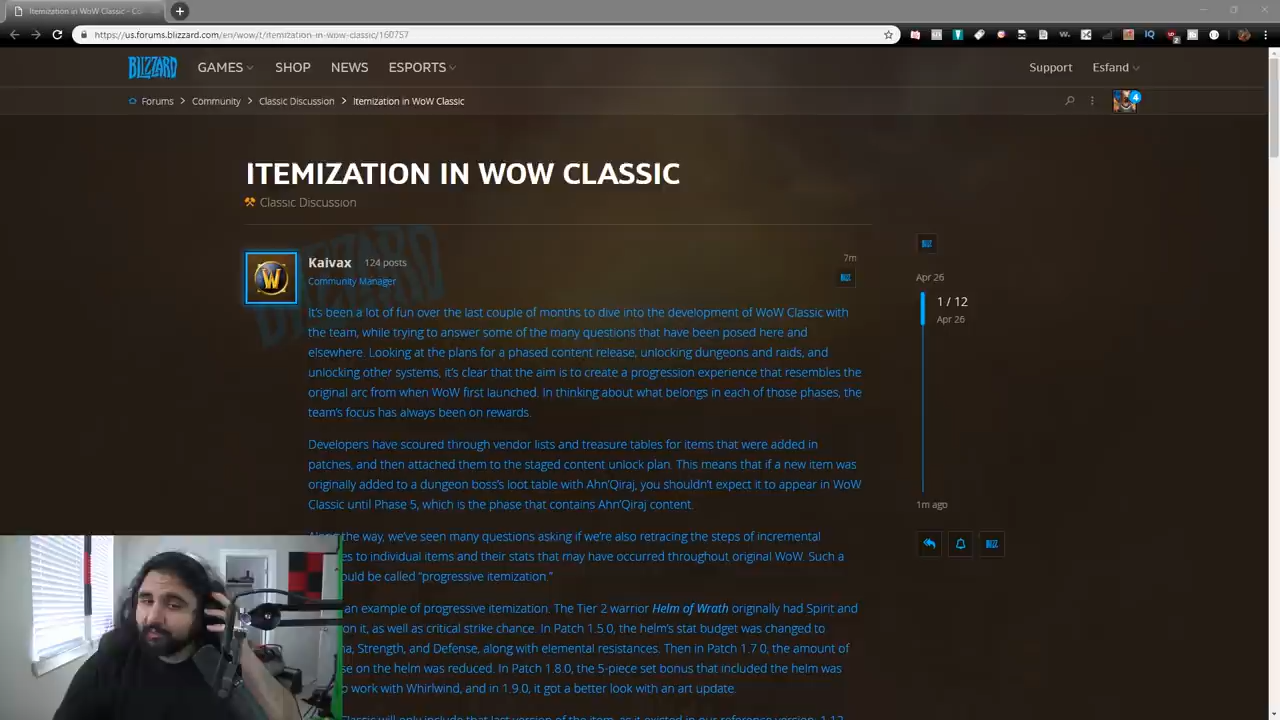 Itemization in WoW Classic - Co
https://us.forums.blizzard.com/en/wow/t/itemization-in-wow-classic/160757
BLIZZARD GAMES SHOP NEWS ESPORTS Support Esfand
Forums > Community > Classic Discussion > Itemization in WoW Classic
4
ITEMIZATION IN WOW CLASSIC
Classic Discussion
Kaivax 124 posts 7m
Community Manager
It's been a lot of fun over the last couple of months to dive into the development of WoW Classic with
the team, while trying to answer some of the many questions that have been posed here and
elsewhere. Looking at the plans for a phased content release, unlocking dungeons and raids, and
unlocking other systems, it's clear that the aim is to create a progression experience that resembles the
original arc from when WoW first launched. In thinking about what belongs in each of those phases, the
team's focus has always been on rewards.
Developers have scoured through vendor lists and treasure tables for items that were added in
patches, and then attached them to the staged content unlock plan. This means that if a new item was
originally added to a dungeon boss's loot table with Ahn'Qiraj, you shouldn't expect it to appear in WoW
Classic until Phase 5, which is the phase that contains Ahn'Qiraj content.
the way, we've seen many questions asking if we're also retracing the steps of incremental
to individual items and their stats that may have occurred throughout original WoW. Such a
ould be called "progressive itemization."
an example of progressive itemization. The Tier 2 warrior Helm of Wrath originally had Spirit and
on it, as well as critical strike chance. In Patch 1.5.0, the helm's stat budget was changed to
Strength, and Defense, along with elemental resistances. Then in Patch 1.7.0, the amount of
on the helm was reduced. In Patch 1.8.0, the 5-piece set bonus that included the helm was
work with Whirlwind, and in 1.9.0, it got a better look with an art update.
Apr 26
1 / 12
Apr 26
1m ago